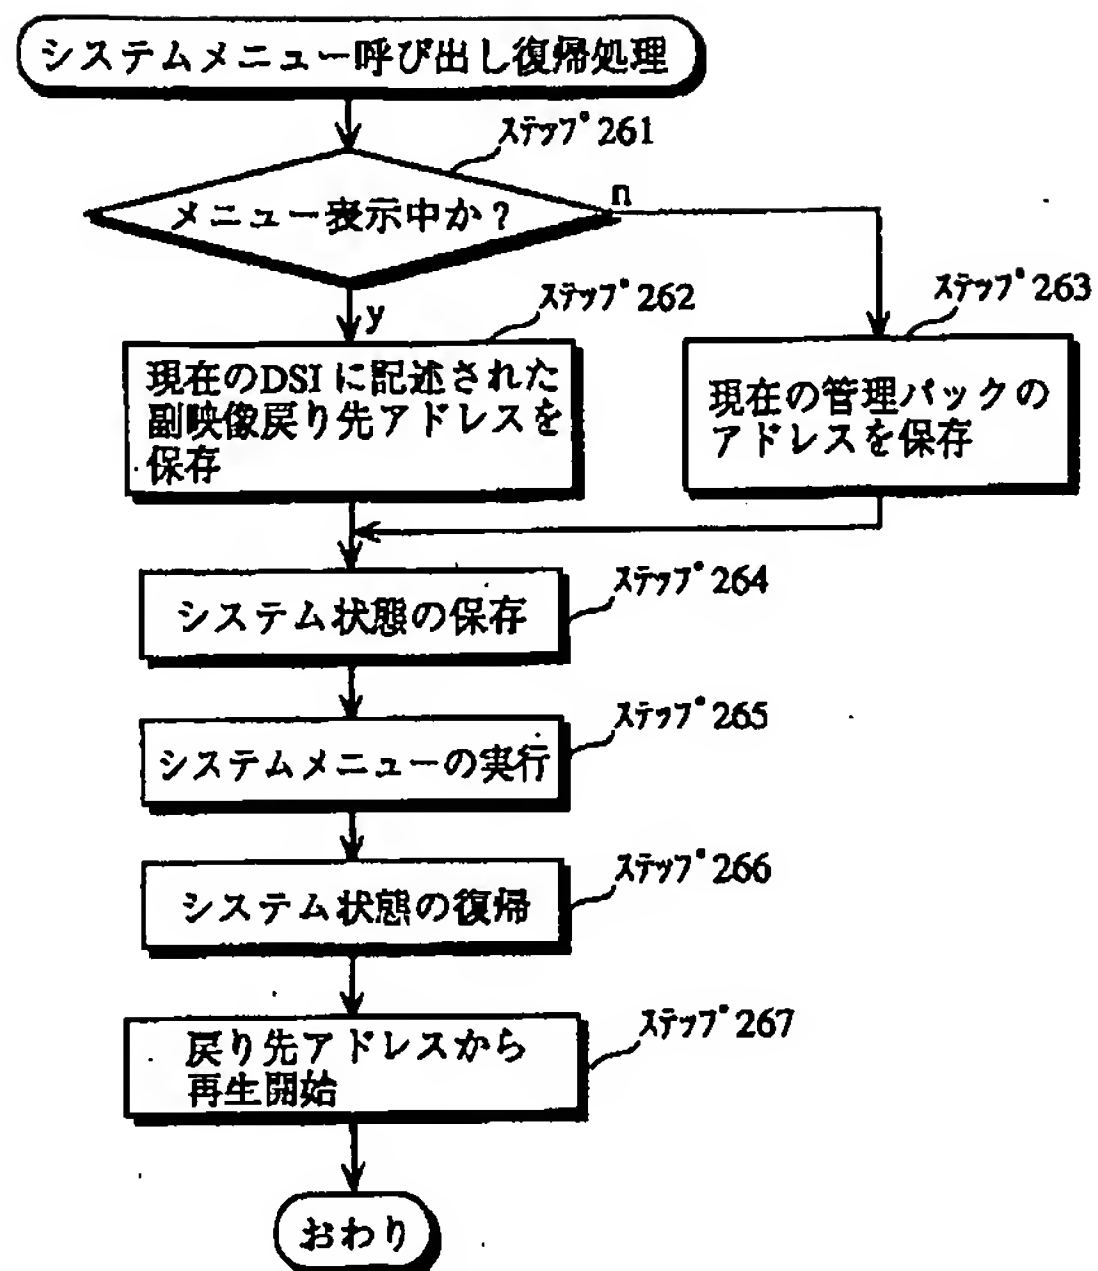 システムメニュー呼び出し復帰処理
ステップ261
メニュー表示中か?
n
y
ステップ262
現在のDSIに記述された
副映像戻り先アドレスを
保存
ステップ263
現在の管理パックの
アドレスを保存
ステップ264
システム状態の保存
ステップ265
システムメニューの実行
ステップ266
システム状態の復帰
ステップ267
戻り先アドレスから
再生開始
おわり